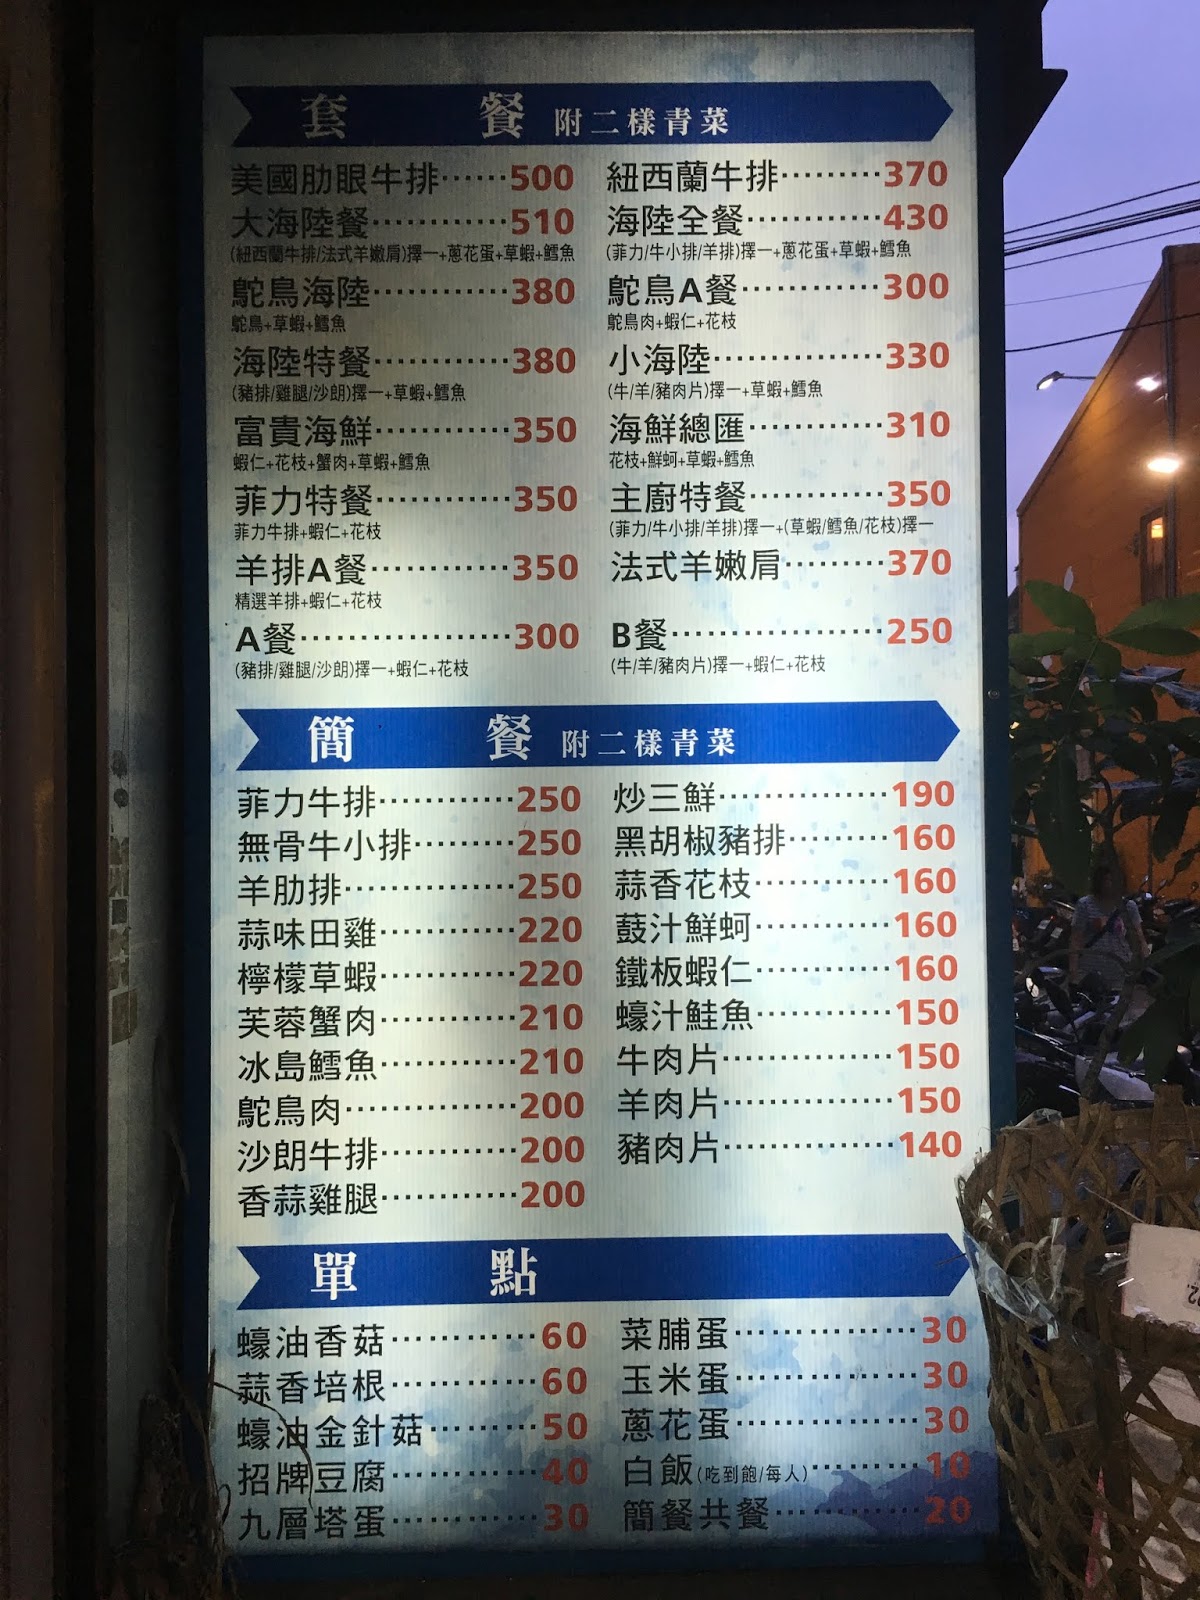 套餐 附二樣青菜
美國肋眼牛排……500
大海陸餐…………510
(紐西蘭牛排/法式羊嫩肩)擇一+蔥花蛋+草蝦+鱈魚
鴕鳥海陸…………380
鴕鳥+草蝦+鱈魚
海陸特餐…………380
(豬排/雞腿/沙朗)擇一+草蝦+鱈魚
富貴海鮮…………350
蝦仁+花枝+蟹肉+草蝦+鱈魚
菲力特餐…………350
菲力牛排+蝦仁+花枝
羊排A餐…………350
精選羊排+蝦仁+花枝
A餐………………300
(豬排/雞腿/沙朗)擇一+蝦仁+花枝
紐西蘭牛排………370
海陸全餐…………430
(菲力/牛小排/羊排)擇一+蔥花蛋+草蝦+鱈魚
鴕鳥A餐…………300
鴕鳥肉+蝦仁+花枝
小海陸……………330
(牛/羊/豬肉片)擇一+草蝦+鱈魚
海鮮總匯…………310
花枝+鮮蚵+草蝦+鱈魚
主廚特餐…………350
(菲力/牛小排/羊排)擇一+(草蝦/鱈魚/花枝)擇一
法式羊嫩肩………370
B餐………………250
(牛/羊/豬肉片)擇一+蝦仁+花枝
簡餐 附二樣青菜
菲力牛排…………250
無骨牛小排………250
羊肋排……………250
蒜味田雞…………220
檸檬草蝦…………220
芙蓉蟹肉…………210
冰島鱈魚…………210
鴕鳥肉……………200
沙朗牛排…………200
香蒜雞腿…………200
炒三鮮……………190
黑胡椒豬排………160
蒜香花枝…………160
鼓汁鮮蚵…………160
鐵板蝦仁…………160
蠔汁鮭魚…………150
牛肉片……………150
羊肉片……………150
豬肉片……………140
單點
蠔油香菇…………60
蒜香培根…………60
蠔油金針菇………50
招牌豆腐…………40
九層塔蛋…………30
菜脯蛋……………30
玉米蛋……………30
蔥花蛋……………30
白飯(吃到飽/每人)………10
簡餐共餐…………20